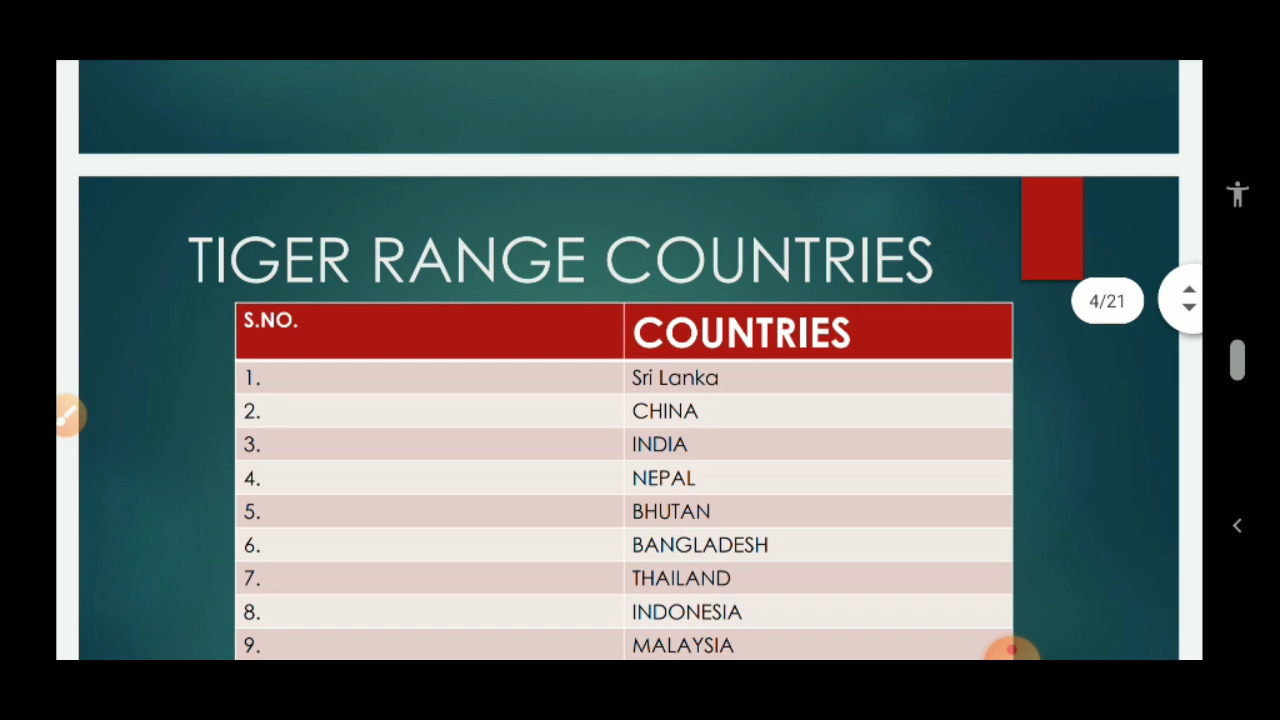 TIGER RANGE COUNTRIES
4/21
S.NO. COUNTRIES
1. Sri Lanka
2. CHINA
3. INDIA
4. NEPAL
5. BHUTAN
6. BANGLADESH
7. THAILAND
8. INDONESIA
9. MALAYSIA